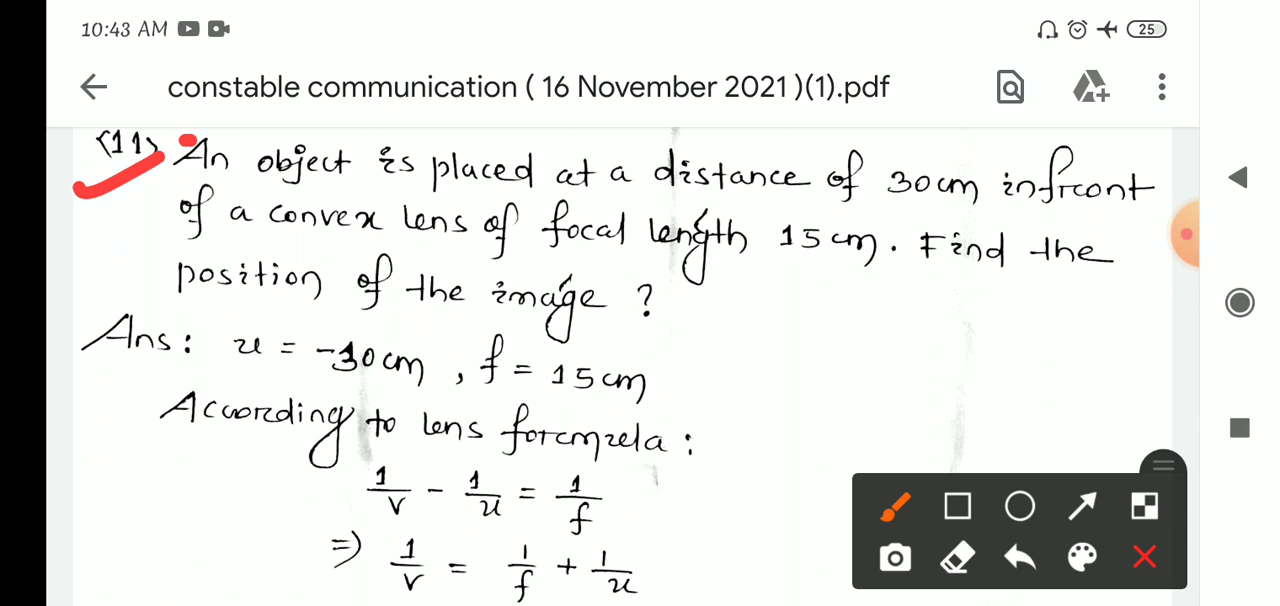 10:43 AM
25
constable communication ( 16 November 2021 )(1).pdf
(11) An object is placed at a distance of 30cm infront
of a convex lens of focal length 15cm. Find the
position of the image ?
Ans: u = -30cm, f = 15cm
According to lens formula:
1/v - 1/u = 1/f
=> 1/v = 1/f + 1/u